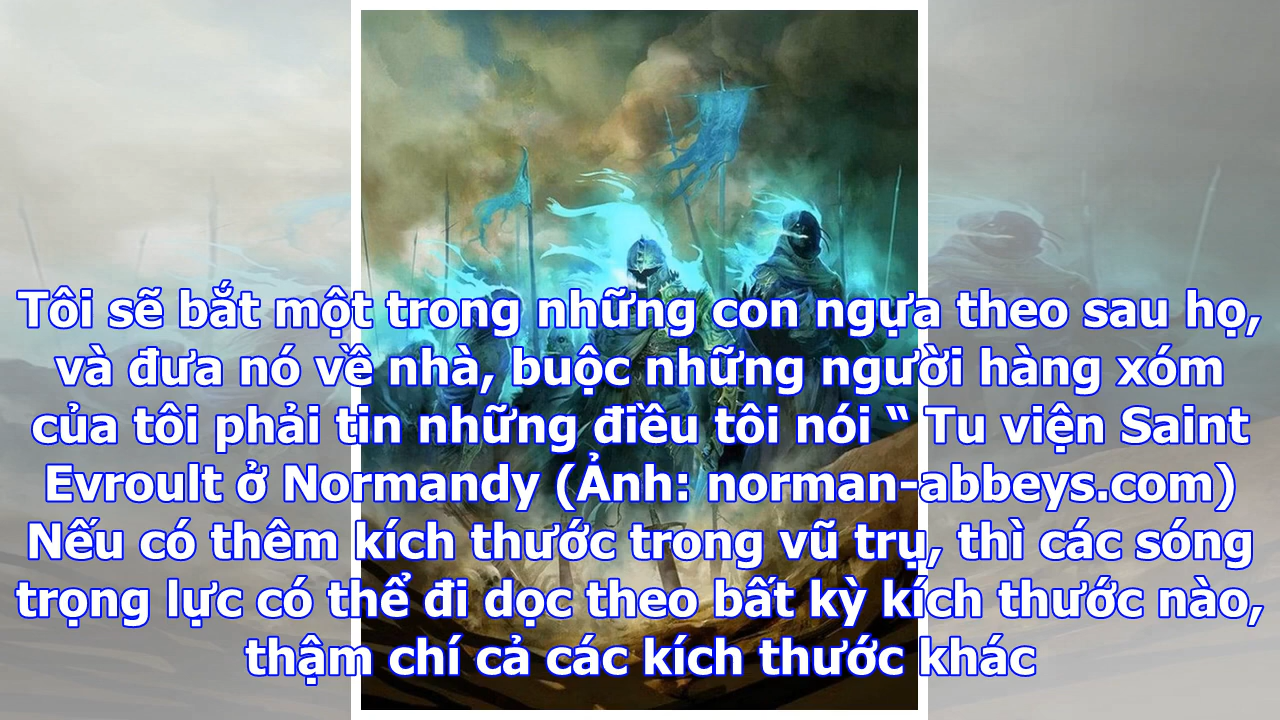 Tôi sẽ bắt một trong những con ngựa theo sau họ,
và đưa nó về nhà, buộc những người hàng xóm
của tôi phải tin những điều tôi nói “ Tu viện Saint
Evroult ở Normandy (Ảnh: norman-abbeys.com)
Nếu có thêm kích thước trong vũ trụ, thì các sóng
trọng lực có thể đi dọc theo bất kỳ kích thước nào,
thậm chí cả các kích thước khác